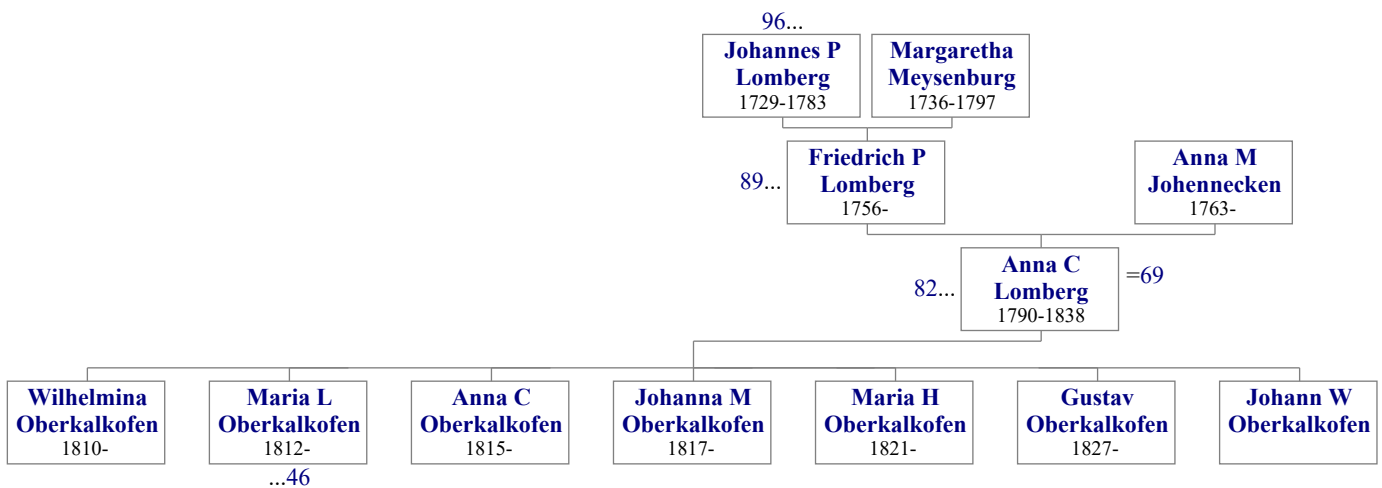 96...
Johannes P
Lomberg
1729-1783
Margaretha
Meysenburg
1736-1797
89...
Friedrich P
Lomberg
1756-
Anna M
Johennecken
1763-
82...
Anna C
Lomberg
1790-1838
=69
Wilhelmina
Oberkalkofen
1810-
Maria L
Oberkalkofen
1812-
...46
Anna C
Oberkalkofen
1815-
Johanna M
Oberkalkofen
1817-
Maria H
Oberkalkofen
1821-
Gustav
Oberkalkofen
1827-
Johann W
Oberkalkofen